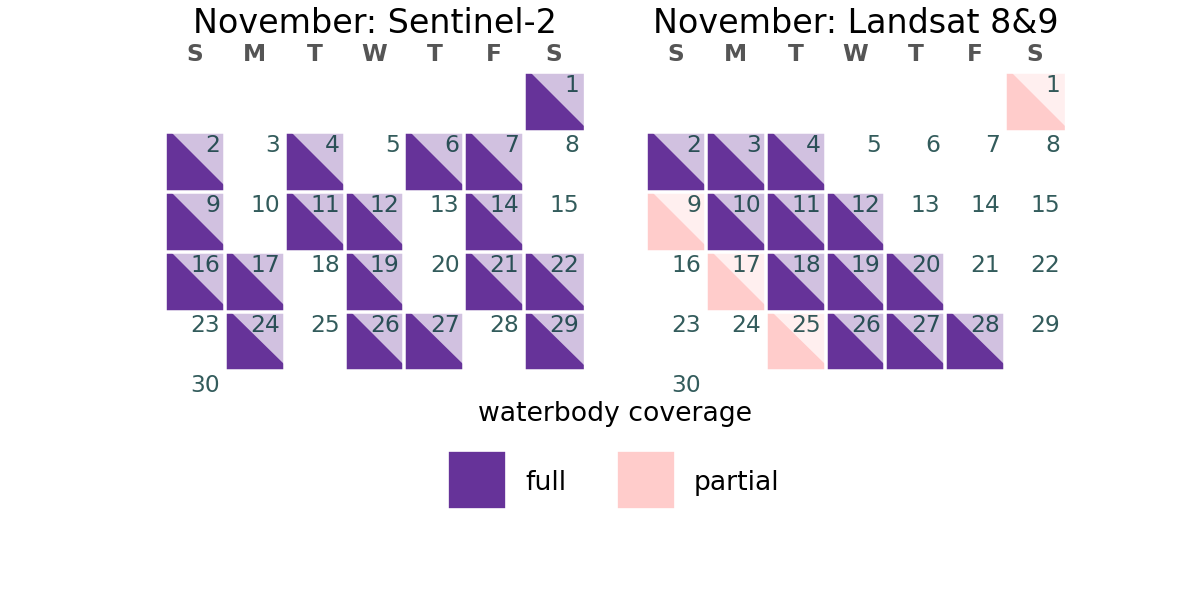 November: Sentinel-2
S M T W T F S
1
2 3 4 5 6 7 8
9 10 11 12 13 14 15
16 17 18 19 20 21 22
23 24 25 26 27 28 29
30
November: Landsat 8&9
S M T W T F S
1
2 3 4 5 6 7 8
9 10 11 12 13 14 15
16 17 18 19 20 21 22
23 24 25 26 27 28 29
30
waterbody coverage
full partial